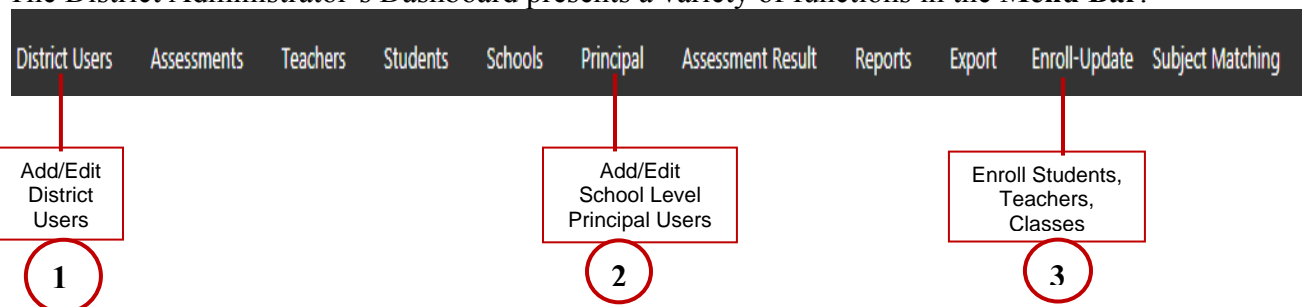 The District Administrator's Dashboard presents a variety of functions in the Menu Bar:
District Users Assessments Teachers Students Schools Principal Assessment Result Reports Export Enroll-Update Subject Matching
Add/Edit
District
Users
1
Add/Edit
School Level
Principal Users
2
Enroll Students,
Teachers,
Classes
3